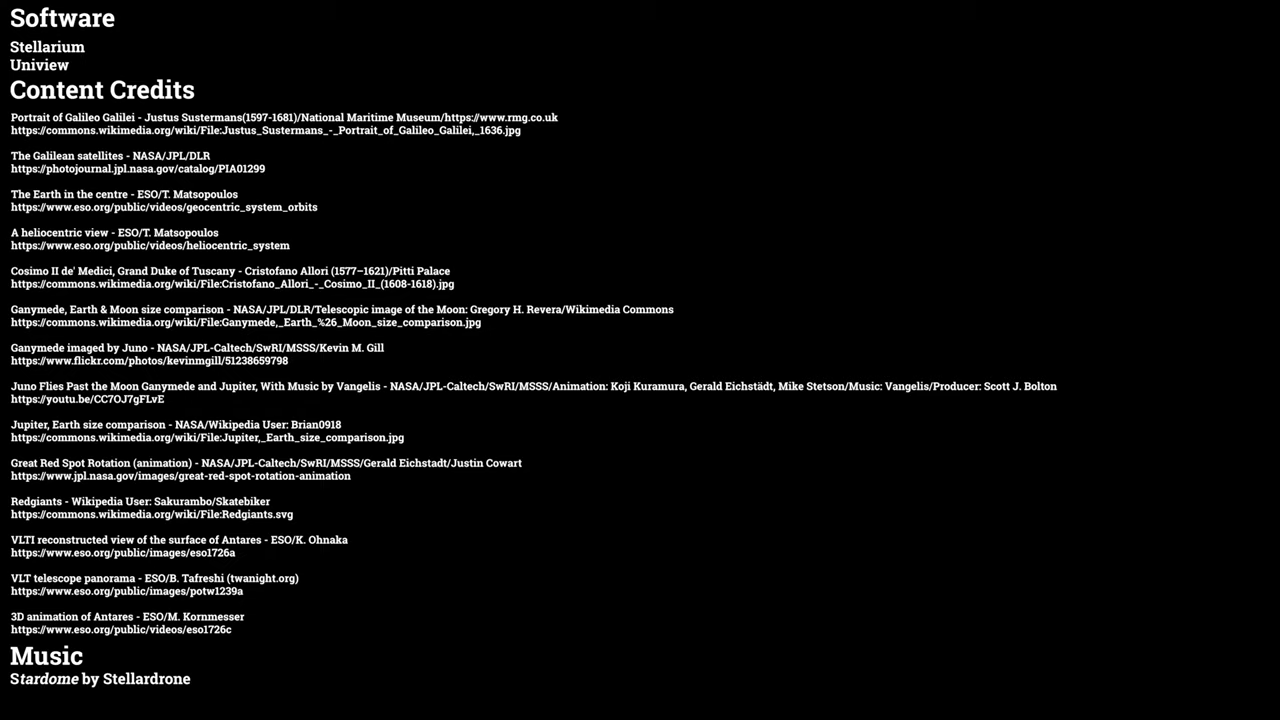 Software
Stellarium
Uniview
Content Credits
Portrait of Galileo Galilei - Justus Sustermans(1597-1681)/National Maritime Museum/https://www.rmg.co.uk
https://commons.wikimedia.org/wiki/File:Justus_Sustermans_-_Portrait_of_Galileo_Galilei,_1636.jpg
The Galilean satellites - NASA/JPL/DLR
https://photojournal.jpl.nasa.gov/catalog/PIA01299
The Earth in the centre - ESO/T. Matsopoulos
https://www.eso.org/public/videos/geocentric_system_orbits
A heliocentric view - ESO/T. Matsopoulos
https://www.eso.org/public/videos/heliocentric_system
Cosimo II de' Medici, Grand Duke of Tuscany - Cristofano Allori (1577–1621)/Pitti Palace
https://commons.wikimedia.org/wiki/File:Cristofano_Allori_-_Cosimo_II_(1608-1618).jpg
Ganymede, Earth & Moon size comparison - NASA/JPL/DLR/Telescopic image of the Moon: Gregory H. Revera/Wikimedia Commons
https://commons.wikimedia.org/wiki/File:Ganymede,_Earth_%26_Moon_size_comparison.jpg
Ganymede imaged by Juno - NASA/JPL-Caltech/SwRI/MSSS/Kevin M. Gill
https://www.flickr.com/photos/kevinmgill/51238659798
Juno Flies Past the Moon Ganymede and Jupiter, With Music by Vangelis - NASA/JPL-Caltech/SwRI/MSSS/Animation: Koji Kuramura, Gerald Eichstädt, Mike Stetson/Music: Vangelis/Producer: Scott J. Bolton
https://youtu.be/CC7OJ7gFLvE
Jupiter, Earth size comparison - NASA/Wikipedia User: Brian0918
https://commons.wikimedia.org/wiki/File:Jupiter,_Earth_size_comparison.jpg
Great Red Spot Rotation (animation) - NASA/JPL-Caltech/SwRI/MSSS/Gerald Eichstadt/Justin Cowart
https://www.jpl.nasa.gov/images/great-red-spot-rotation-animation
Redgiants - Wikipedia User: Sakurambo/Skatebiker
https://commons.wikimedia.org/wiki/File:Redgiants.svg
VLTI reconstructed view of the surface of Antares - ESO/K. Ohnaka
https://www.eso.org/public/images/eso1726a
VLT telescope panorama - ESO/B. Tafreshi (twanight.org)
https://www.eso.org/public/images/potw1239a
3D animation of Antares - ESO/M. Kornmesser
https://www.eso.org/public/videos/eso1726c
Music
Stardome by Stellardrone